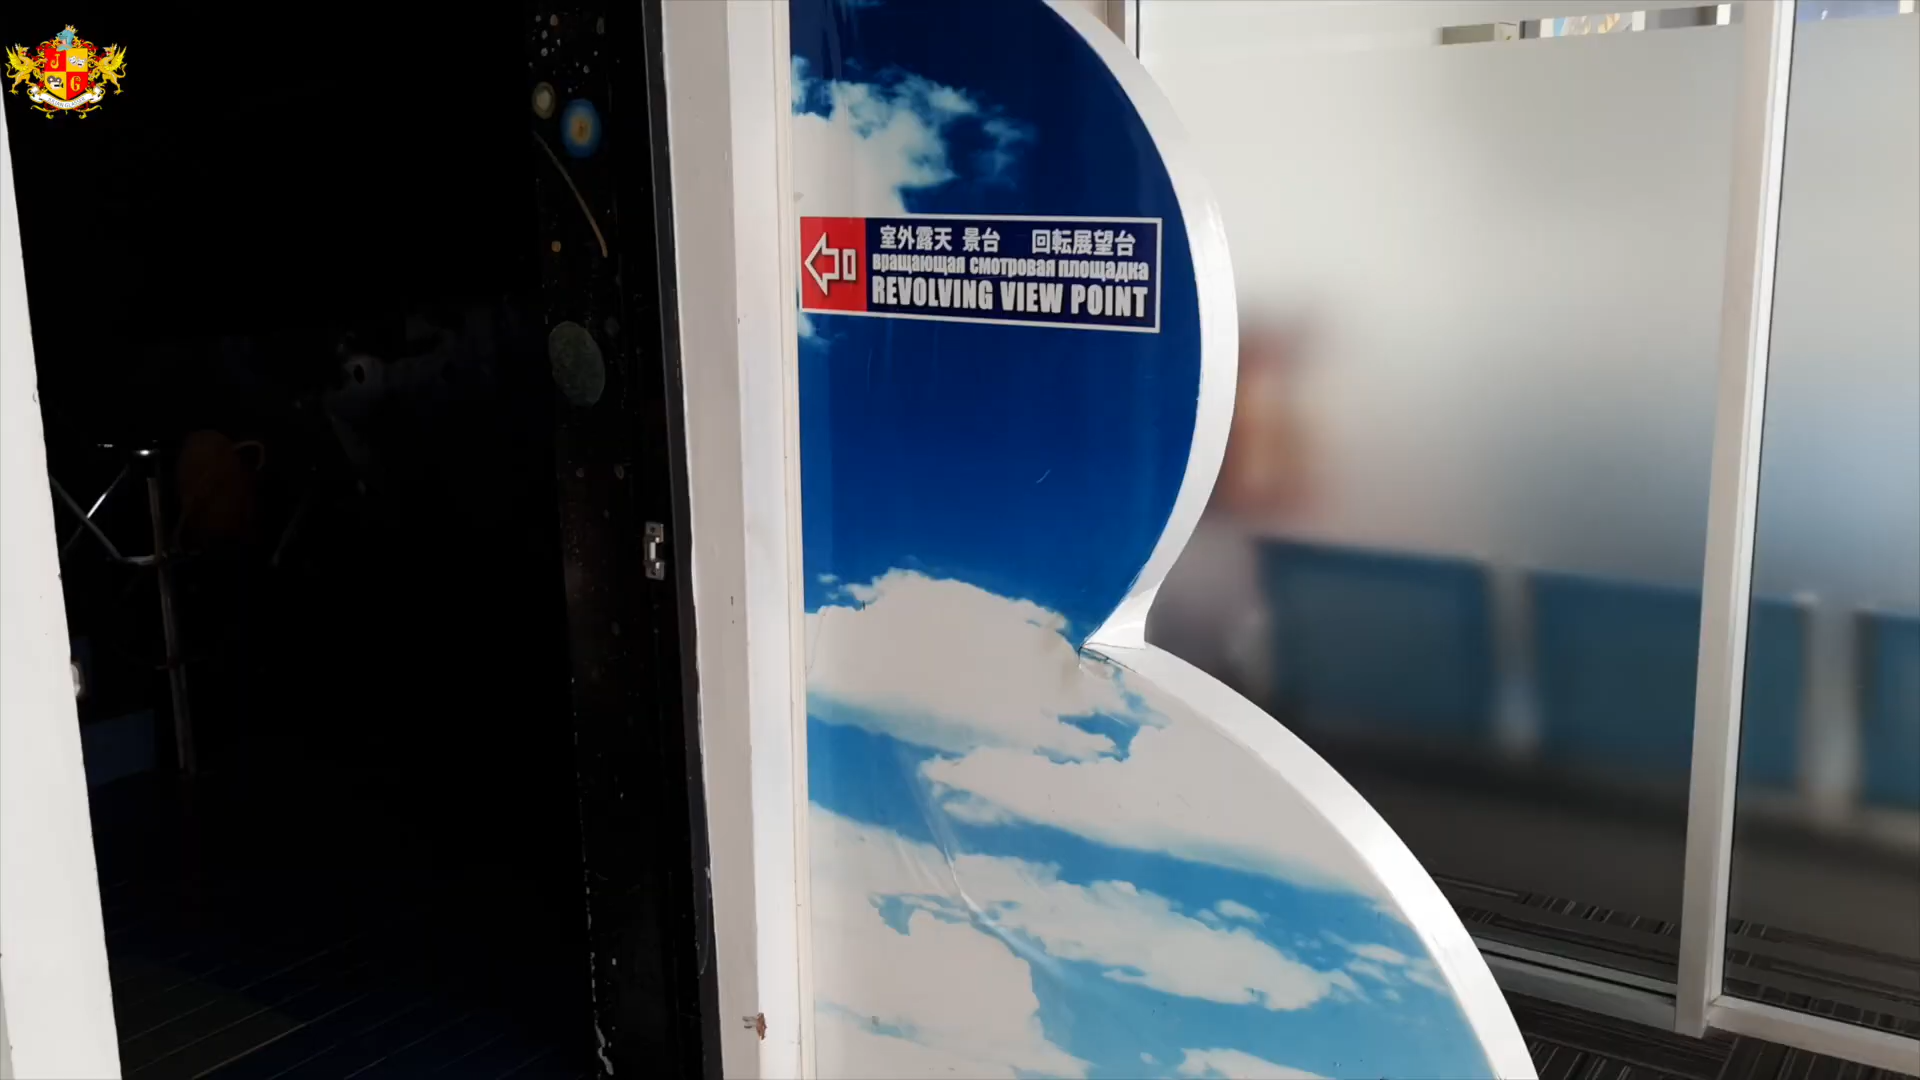 室外露天 景台 回転展望台
вращающая смотровая площадка
REVOLVING VIEW POINT
J
G